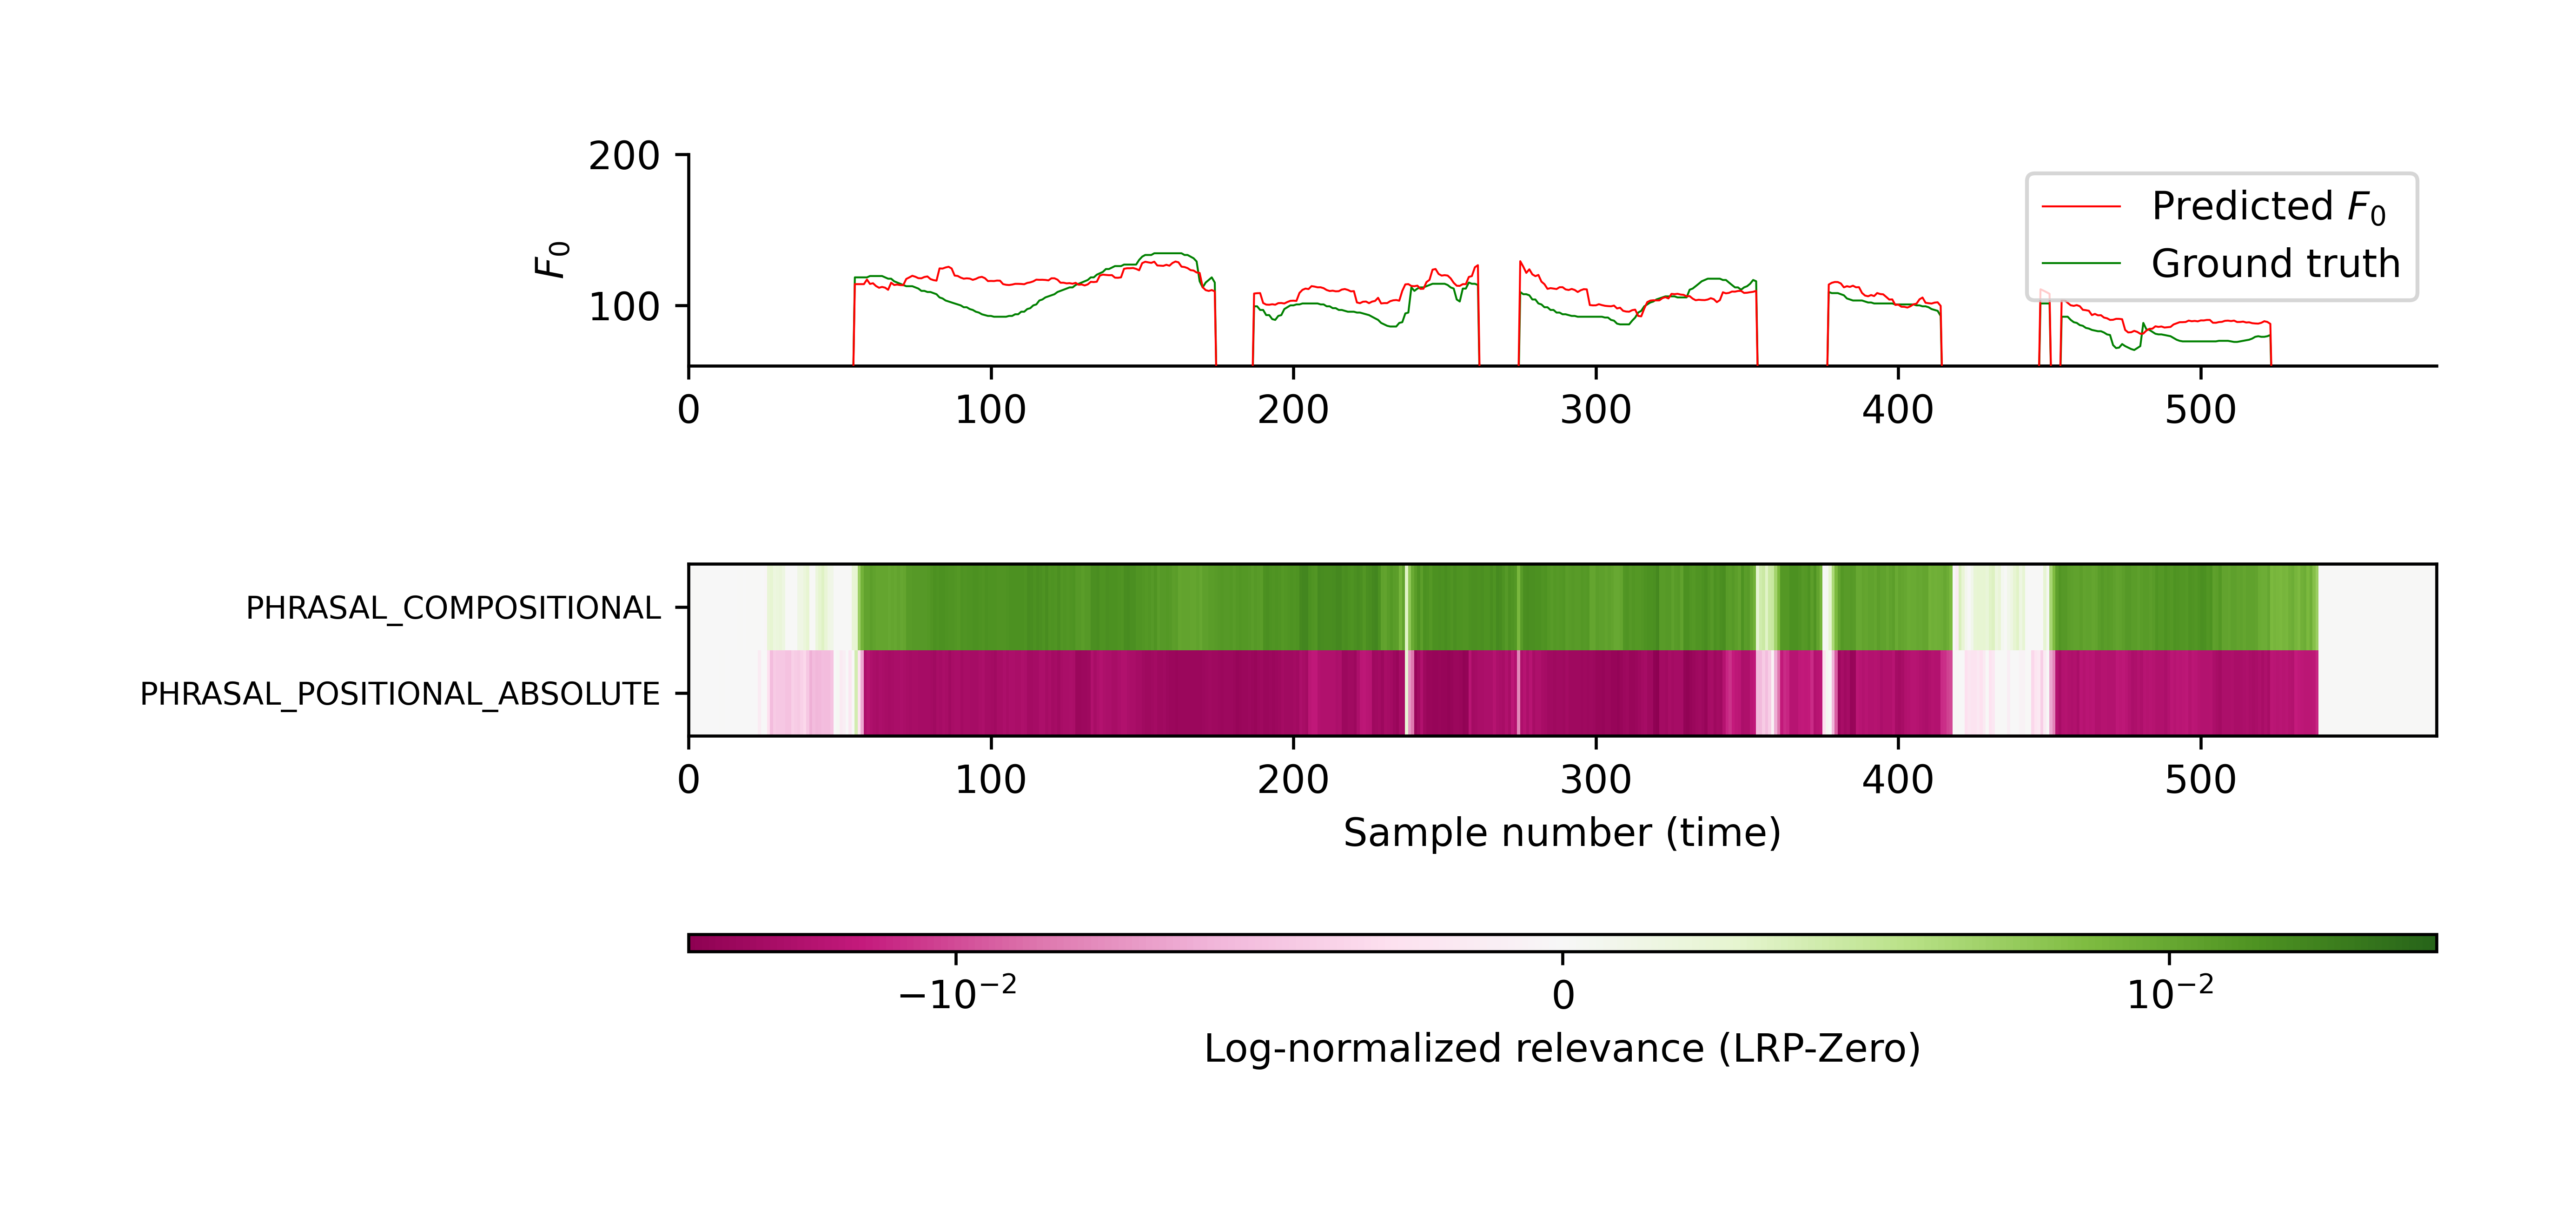 200
100
F₀
Predicted F₀
Ground truth
0 100 200 300 400 500
PHRASAL_COMPOSITIONAL
PHRASAL_POSITIONAL_ABSOLUTE
0 100 200 300 400 500
Sample number (time)
−10⁻² 0 10⁻²
Log-normalized relevance (LRP-Zero)